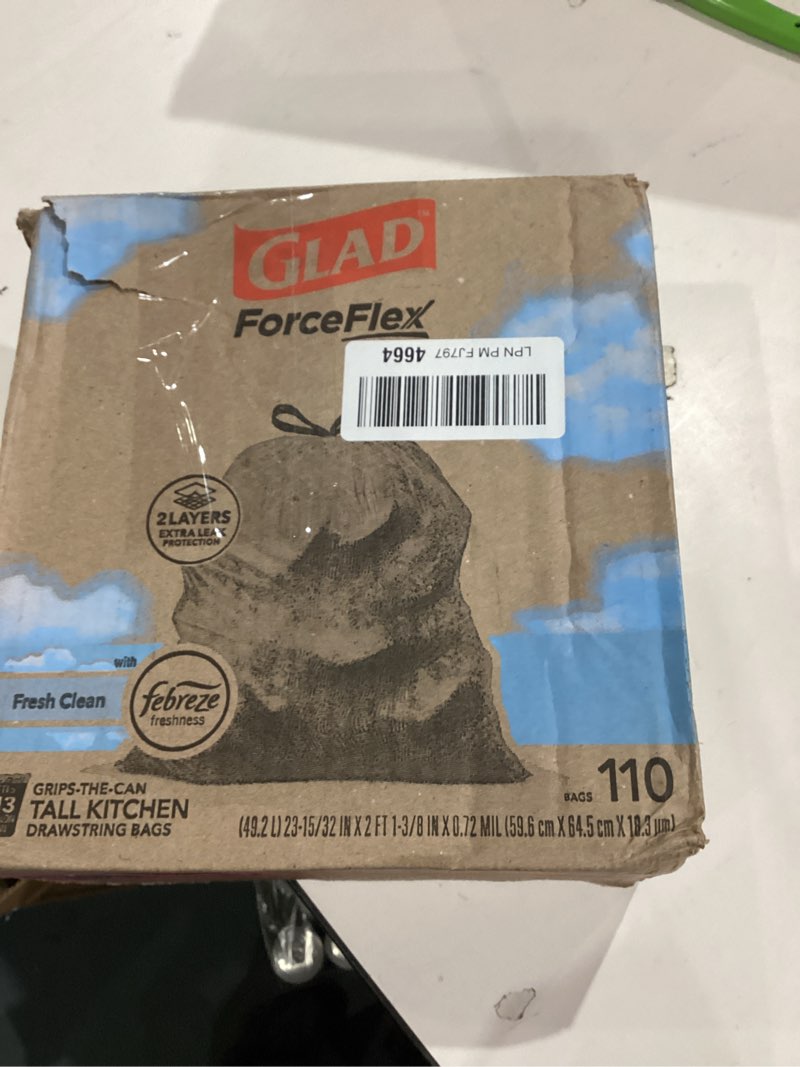 GLAD™
ForceFlex
LPN PM FJ797 4664
2 LAYERS
EXTRA LEAK
PROTECTION
with
Fresh Clean
febreze
freshness
GRIPS-THE-CAN
TALL KITCHEN
DRAWSTRING BAGS
BAGS 110
(49.2 L) 23-15/32 IN X 2 FT 1-3/8 IN X 0.72 MIL (59.6 cm X 64.5 cm X 18.3 µm)